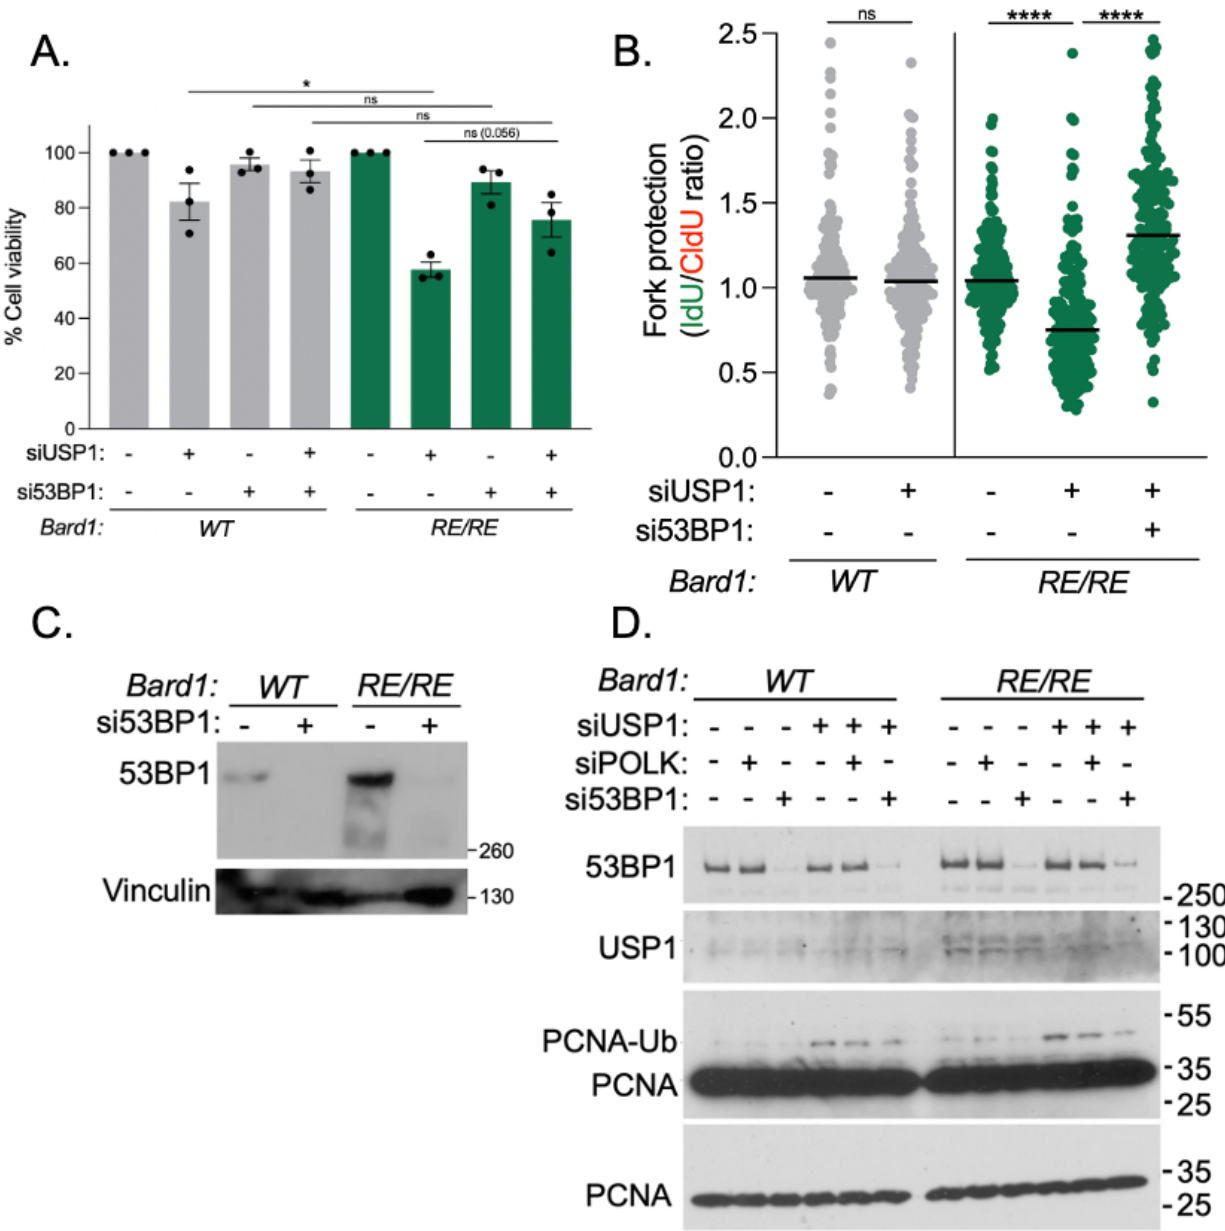 A.
*
ns
ns
ns (0.056)
% Cell viability
100
80
60
40
20
0
siUSP1: - + - + - + - +
si53BP1: - - + + - - + +
Bard1: WT RE/RE
B.
ns **** ****
Fork protection
(IdU/CldU ratio)
2.5
2.0
1.5
1.0
0.5
0.0
siUSP1: - + - + +
si53BP1: - - - - +
Bard1: WT RE/RE
C.
Bard1: WT RE/RE
si53BP1: - + - +
53BP1
-260
Vinculin
-130
D.
Bard1: WT RE/RE
siUSP1: - - - + + + - - - + + +
siPOLK: - + - - + - - + - - + -
si53BP1: - - + - - + - - + - - +
53BP1
-250
USP1
-130
-100
-55
PCNA-Ub
-35
PCNA
-25
-35
PCNA
-25